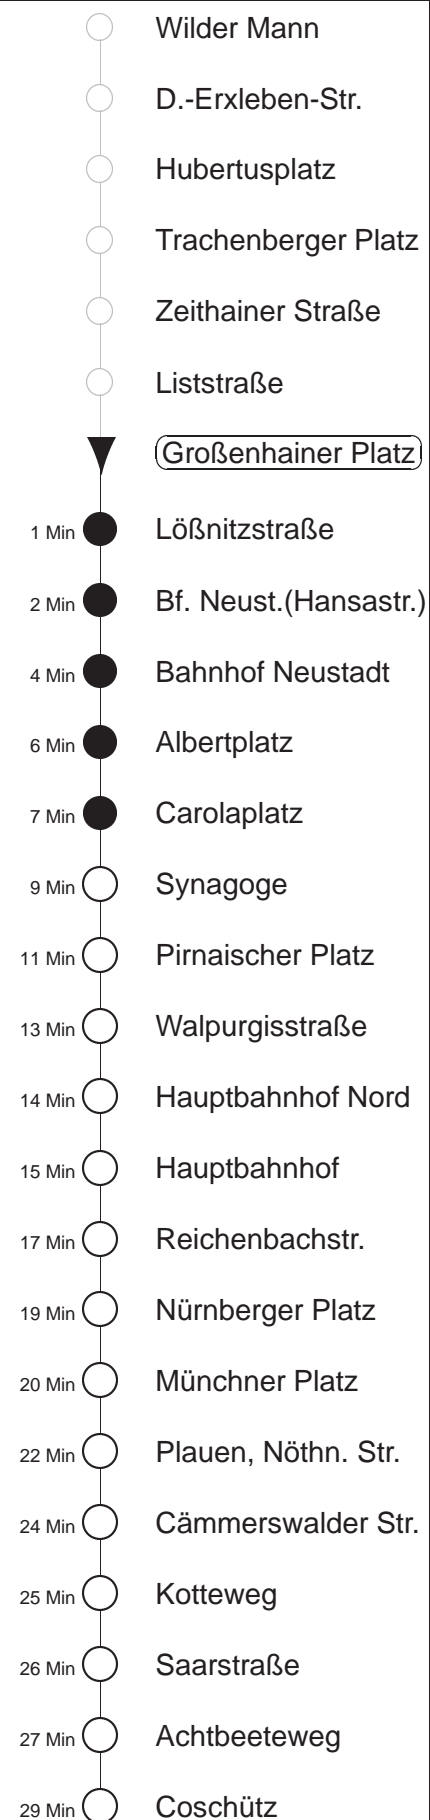 Wilder Mann
D.-Erxleben-Str.
Hubertusplatz
Trachenberger Platz
Zeithainer Straße
Liststraße
Großenhainer Platz
1 Min Lößnitzstraße
2 Min Bf. Neust.(Hansastr.)
4 Min Bahnhof Neustadt
6 Min Albertplatz
7 Min Carolaplatz
9 Min Synagoge
11 Min Pirnaischer Platz
13 Min Walpurgisstraße
14 Min Hauptbahnhof Nord
15 Min Hauptbahnhof
17 Min Reichenbachstr.
19 Min Nürnberger Platz
20 Min Münchner Platz
22 Min Plauen, Nöthn. Str.
24 Min Cämmerswalder Str.
25 Min Kotteweg
26 Min Saarstraße
27 Min Achtbeeteweg
29 Min Coschütz